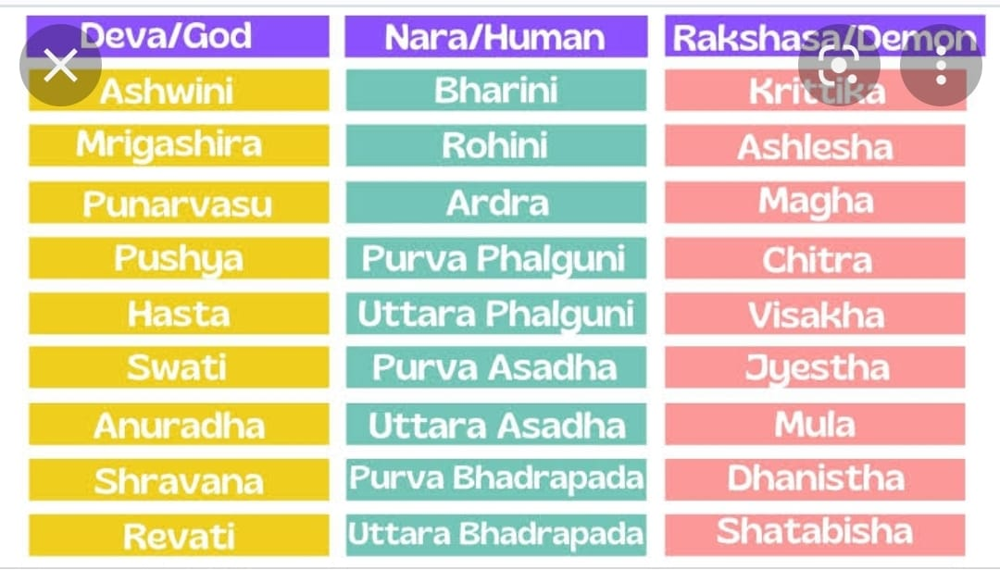 Deva/God Nara/Human Rakshasa/Demon
Ashwini Bharini Krittika
Mrigashira Rohini Ashlesha
Punarvasu Ardra Magha
Pushya Purva Phalguni Chitra
Hasta Uttara Phalguni Visakha
Swati Purva Asadha Jyestha
Anuradha Uttara Asadha Mula
Shravana Purva Bhadrapada Dhanistha
Revati Uttara Bhadrapada Shatabisha